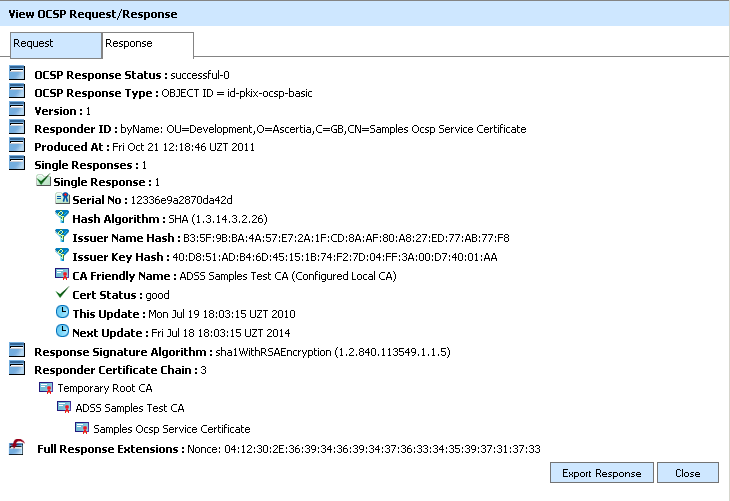 View OCSP Request/Response
Request
Response
OCSP Response Status : successful-0
OCSP Response Type : OBJECT ID = id-pkix-ocsp-basic
Version : 1
Responder ID : byName: OU=Development,O=Ascertia,C=GB,CN=Samples Ocsp Service Certificate
Produced At : Fri Oct 21 12:18:46 UZT 2011
Single Responses : 1
Single Response : 1
Serial No : 12336e9a2870da42d
Hash Algorithm : SHA (1.3.14.3.2.26)
Issuer Name Hash : B3:5F:9B:BA:4A:57:E7:2A:1F:CD:8A:AF:80:A8:27:ED:77:AB:77:F8
Issuer Key Hash : 40:D8:51:AD:B4:6D:45:15:1B:74:F2:7D:04:FF:3A:00:D7:40:01:AA
CA Friendly Name : ADSS Samples Test CA (Configured Local CA)
Cert Status : good
This Update : Mon Jul 19 18:03:15 UZT 2010
Next Update : Fri Jul 18 18:03:15 UZT 2014
Response Signature Algorithm : sha1WithRSAEncryption (1.2.840.113549.1.1.5)
Responder Certificate Chain : 3
Temporary Root CA
ADSS Samples Test CA
Samples Ocsp Service Certificate
Full Response Extensions : Nonce: 04:12:30:2E:36:39:34:36:39:34:37:36:33:34:35:39:37:31:37:33
Export Response
Close